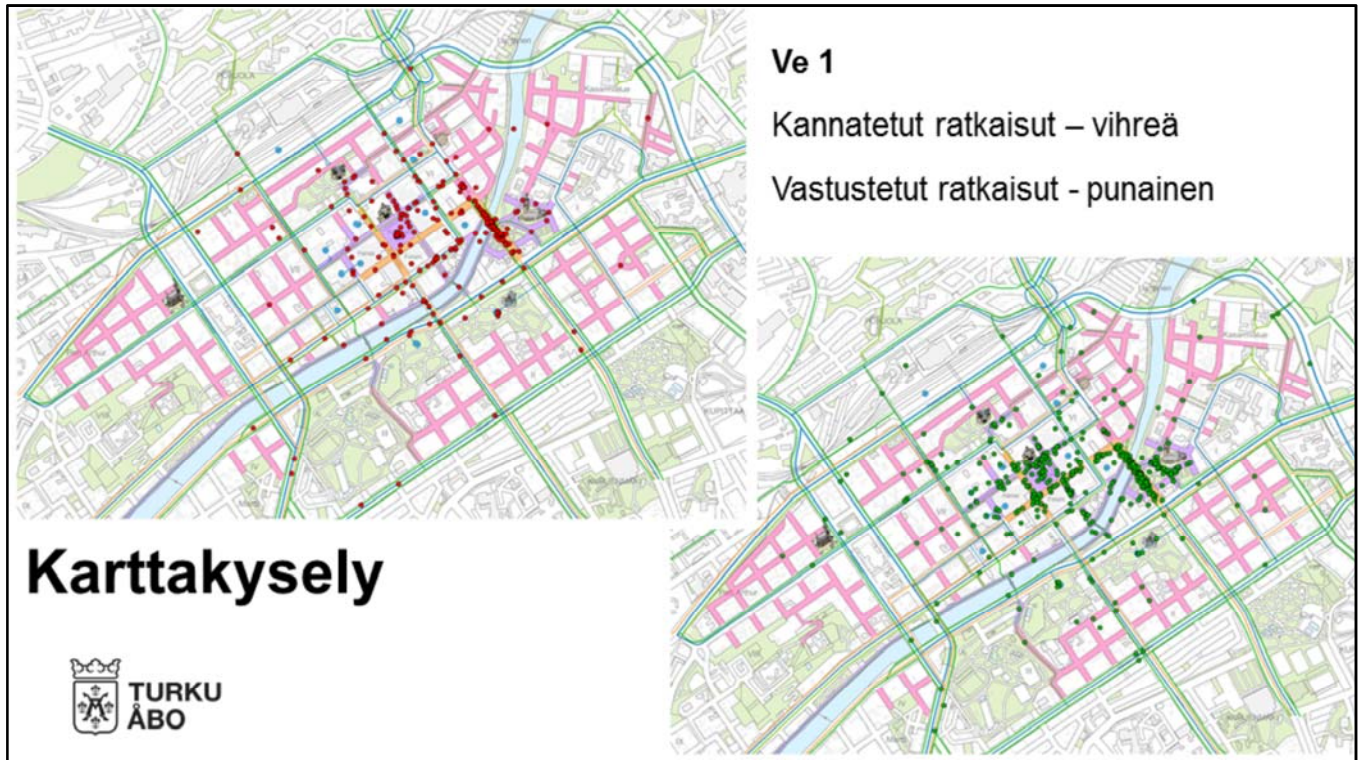 Ve 1
Kannatetut ratkaisut – vihreä
Vastustetut ratkaisut - punainen
Karttakysely
TURKU
ÅBO